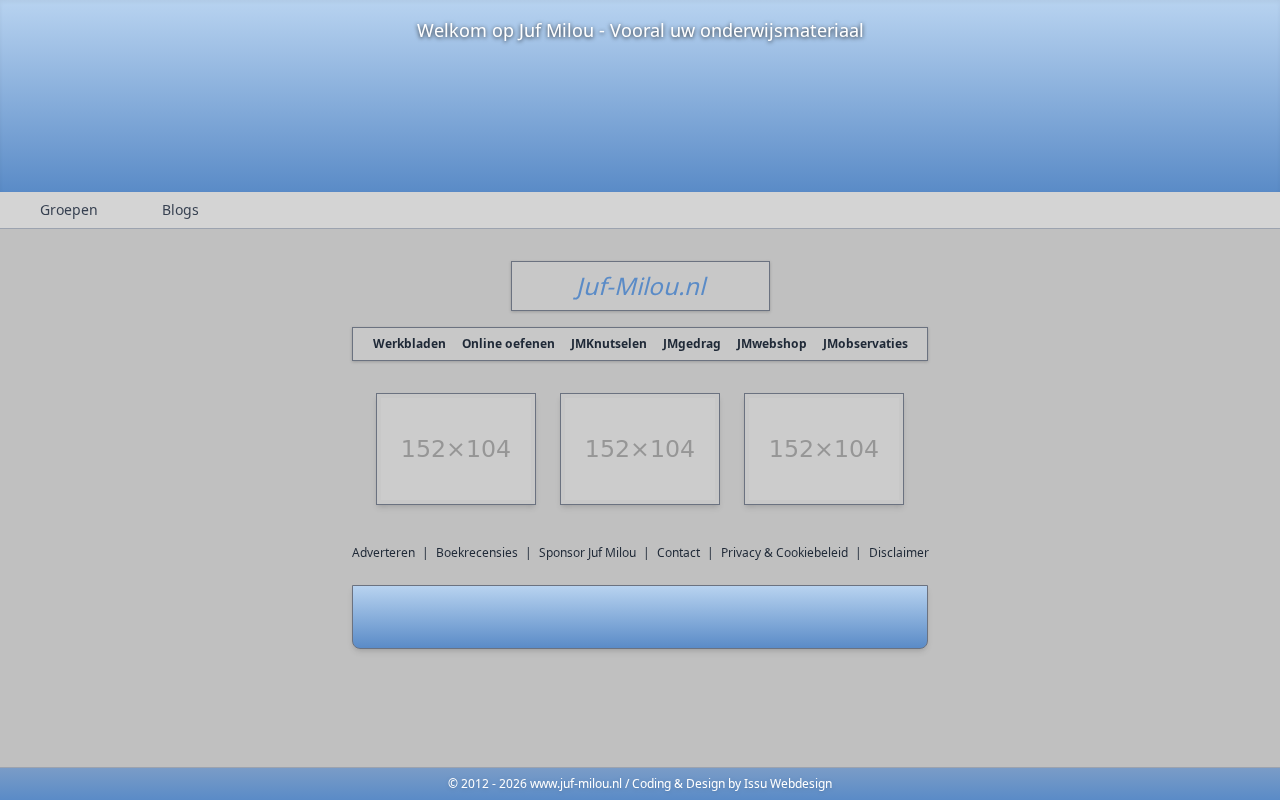 Welkom op Juf Milou - Vooral uw onderwijsmateriaal
Groepen Blogs
Juf-Milou.nl
Werkbladen Online oefenen JMKnutselen JMgedrag JMwebshop JMobservaties
152×104 152×104 152×104
Adverteren | Boekrecensies | Sponsor Juf Milou | Contact | Privacy & Cookiebeleid | Disclaimer
© 2012 - 2026 www.juf-milou.nl / Coding & Design by Issu Webdesign